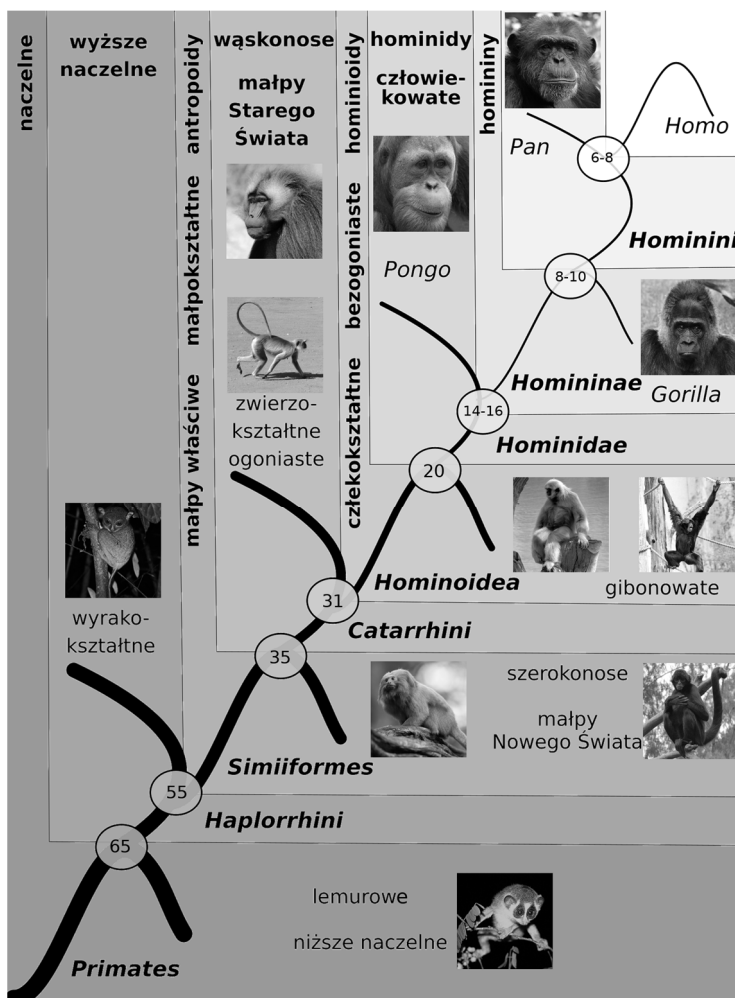 naczelne
wyższe
naczelne
antropoidy
małpokształtne
małpy właściwe
wąskonose
małpy
Starego
Świata
hominioidy
bezogoniaste
człekokształtne
hominidy
człowie-
kowate
homininy
Pan
Homo
6-8
Hominini
8-10
Pongo
Homininae
Gorilla
14-16
Hominidae
20
zwierzo-
kształtne
ogoniaste
Hominoidea
gibonowate
31
Catarrhini
35
wyrako-
kształtne
szerokonose
małpy
Nowego Świata
Simiiformes
55
Haplorrhini
65
lemurowe
niższe naczelne
Primates